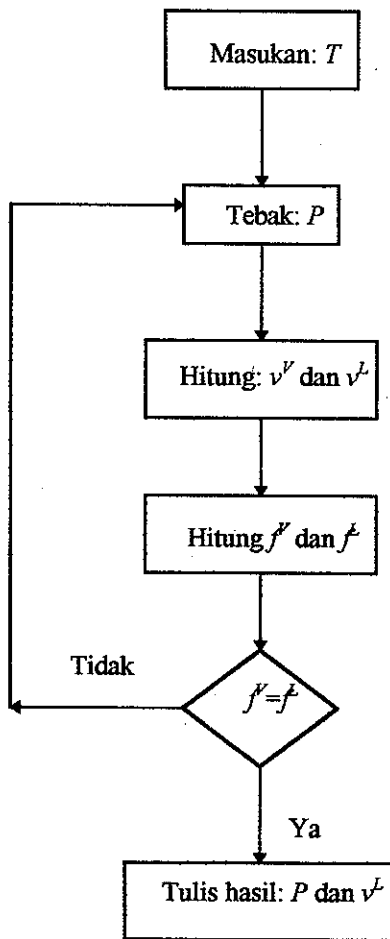 Masukan: T
Tebak: P
Hitung: v^V dan v^L
Hitung f^V dan f^L
Tidak
f^V=f^L
Ya
Tulis hasil: P dan v^L